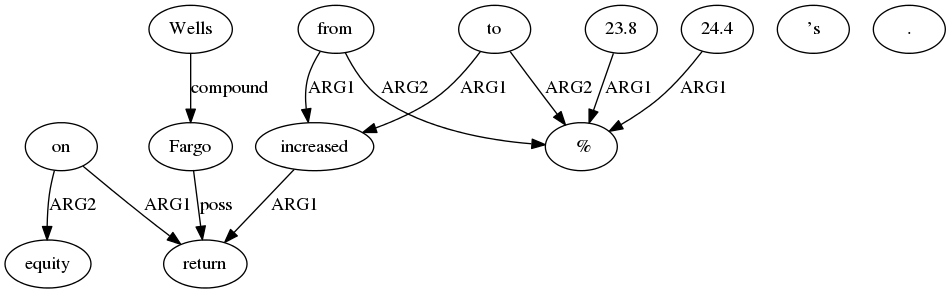 Wells from to 23.8 24.4 's .
compound ARG1 ARG2 ARG1 ARG2 ARG1 ARG1
on Fargo increased %
ARG2 ARG1 poss ARG1
equity return